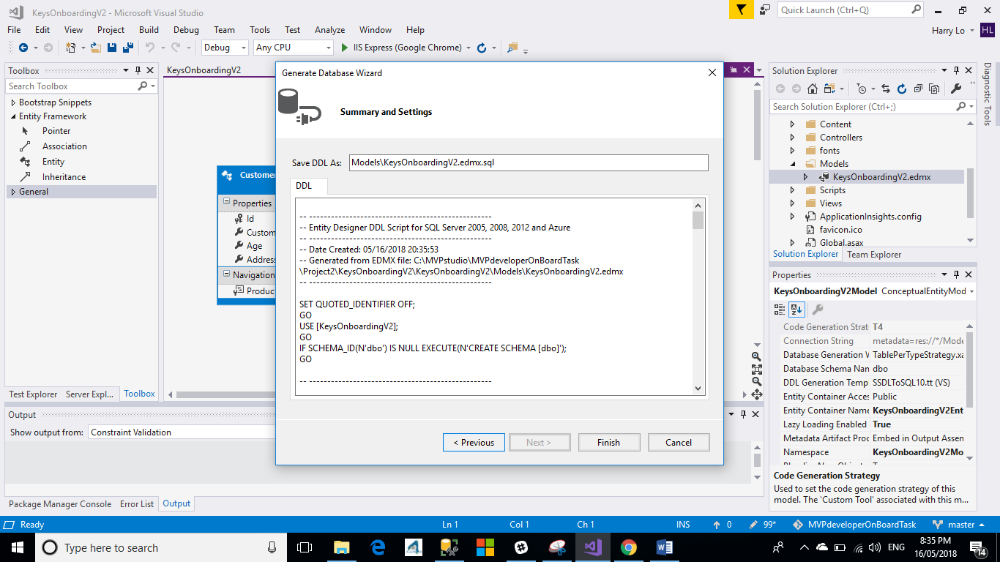 KeysOnboardingV2 - Microsoft Visual Studio
Quick Launch (Ctrl+Q)
File Edit View Project Build Debug Team Tools Test Analyze Window Help
Harry Lo HL
Debug Any CPU IIS Express (Google Chrome)
Toolbox
Search Toolbox
Bootstrap Snippets
Entity Framework
Pointer
Association
Entity
Inheritance
General
Test Explorer Server Expl... Toolbox
KeysOnboardingV2
Customer
Properties
Id
Custom
Age
Address
Navigation
Produc
Generate Database Wizard
Summary and Settings
Save DDL As: Models\KeysOnboardingV2.edmx.sql
DDL
-- --------------------------------------------------
-- Entity Designer DDL Script for SQL Server 2005, 2008, 2012 and Azure
-- --------------------------------------------------
-- Date Created: 05/16/2018 20:35:53
-- Generated from EDMX file: C:\MVPstudio\MVPdeveloperOnBoardTask
\Project2\KeysOnboardingV2\KeysOnboardingV2\Models\KeysOnboardingV2.edmx
-- --------------------------------------------------
SET QUOTED_IDENTIFIER OFF;
GO
USE [KeysOnboardingV2];
GO
IF SCHEMA_ID(N'dbo') IS NULL EXECUTE(N'CREATE SCHEMA [dbo]');
GO
-- --------------------------------------------------
< Previous Next > Finish Cancel
Solution Explorer
Search Solution Explorer (Ctrl+;)
Content
Controllers
fonts
Models
KeysOnboardingV2.edmx
Scripts
Views
ApplicationInsights.config
favicon.ico
Global.asax
Solution Explorer Team Explorer
Diagnostic Tools
Properties
KeysOnboardingV2Model ConceptualEntityMod
Code Generation Strat T4
Connection String metadata=res://*/Mode
Database Generation W TablePerTypeStrategy.xa
Database Schema Nan dbo
DDL Generation Temp SSDLToSQL10.tt (VS)
Entity Container Acces Public
Entity Container Name KeysOnboardingV2Ent
Lazy Loading Enabled True
Metadata Artifact Proc Embed in Output Assen
Namespace KeysOnboardingV2Mo
Code Generation Strategy
Used to set the code generation strategy of this
model. The 'Custom Tool' associated with this m...
Output
Show output from: Constraint Validation
Package Manager Console Error List Output
Ready Ln 1 Col 1 Ch 1 INS 0 99* MVPdeveloperOnBoardTask master
Type here to search
ENG
8:35 PM
16/05/2018
14